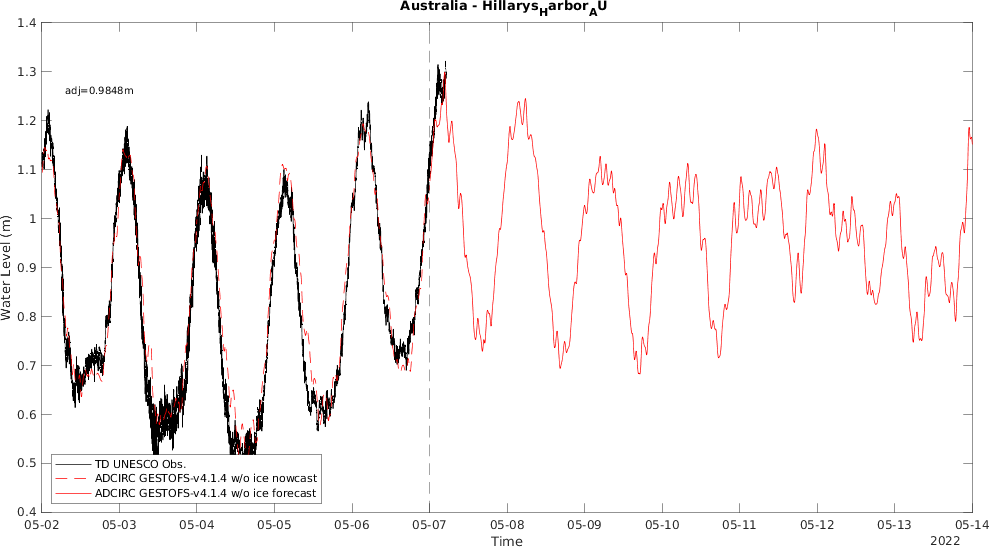 Australia - HillarysHarborAU
1.4
1.3
adj=0.9848m
1.2
1.1
1
0.9
0.8
0.7
0.6
0.5
0.4
Water Level (m)
TD UNESCO Obs.
ADCIRC GESTOFS-v4.1.4 w/o ice nowcast
ADCIRC GESTOFS-v4.1.4 w/o ice forecast
05-02 05-03 05-04 05-05 05-06 05-07 05-08 05-09 05-10 05-11 05-12 05-13 05-14
Time
2022